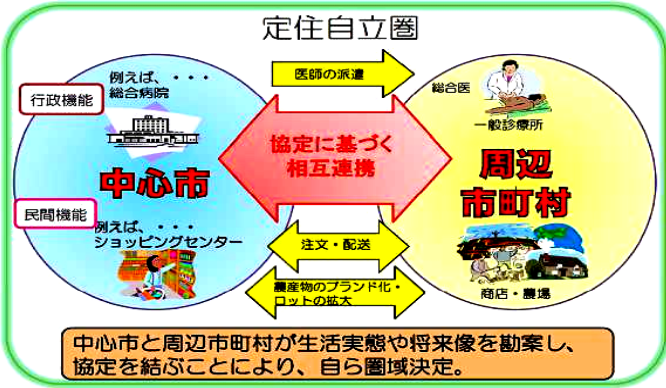 定住自立圏
例えば、・・・
総合病院
行政機能
中心市
民間機能
例えば、・・・
ショッピングセンター
医師の派遣
協定に基づく
相互連携
注文・配送
農産物のブランド化・
ロットの拡大
総合医
一般診療所
周辺
市町村
商店・農場
中心市と周辺市町村が生活実態や将来像を勘案し、
協定を結ぶことにより、自ら圏域決定。